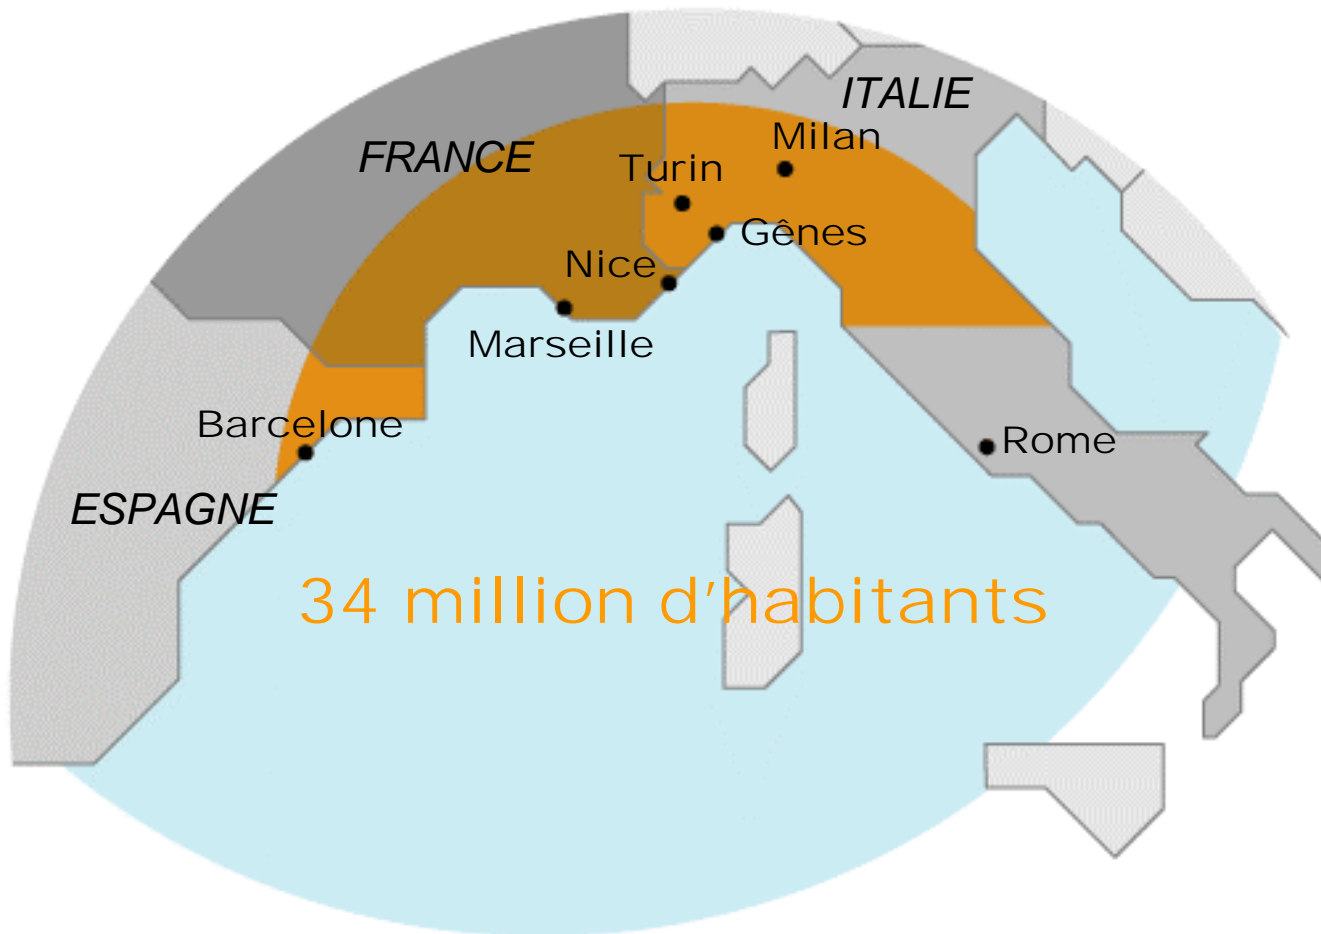 ITALIE
Milan
FRANCE
Turin
Gênes
Nice
Marseille
Barcelone
Rome
ESPAGNE
34 million d'habitants